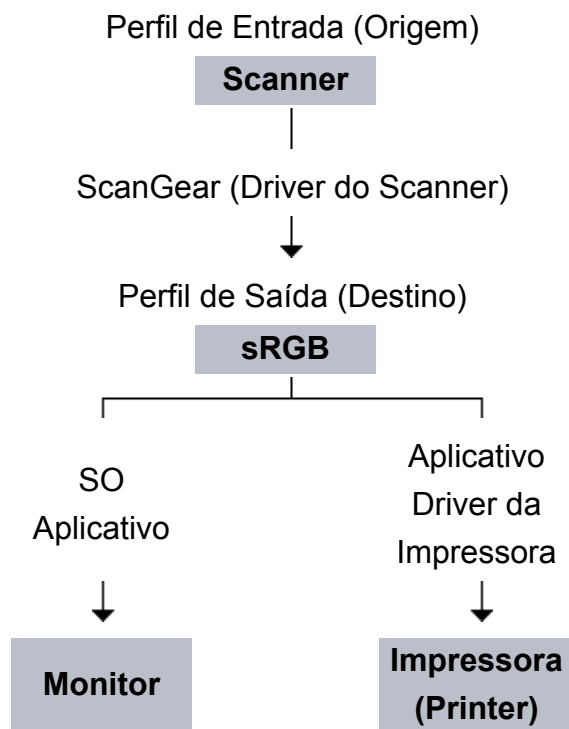 Perfil de Entrada (Origem)
Scanner
ScanGear (Driver do Scanner)
Perfil de Saída (Destino)
sRGB
SO
Aplicativo
Aplicativo
Driver da
Impressora
Monitor
Impressora
(Printer)